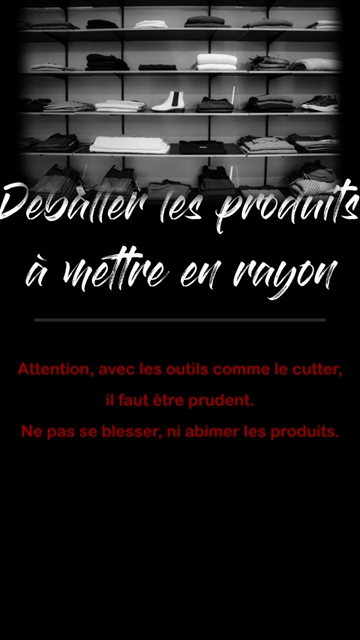 Déballer les produits
à mettre en rayon
Attention, avec les outils comme le cutter,
il faut être prudent.
Ne pas se blesser, ni abimer les produits.